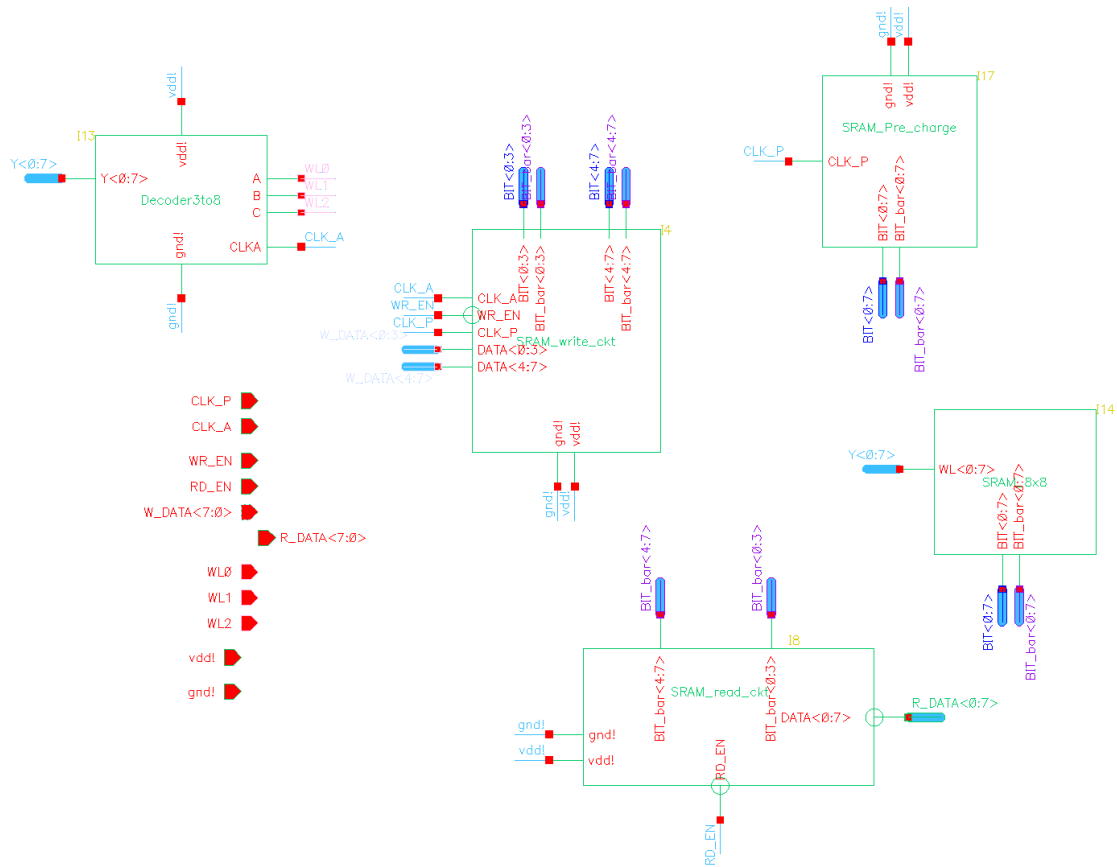 I13
vdd!
vdd!
Y<0:7>
Y<0:7>
Decoder3to8
A
WL0
B
WL1
C
WL2
CLKA
CLK_A
gnd!
gnd!
I4
BIT<0:3>
BIT_bar<0:3>
BIT<4:7>
BIT_bar<4:7>
BIT<0:3>
BIT_bar<0:3>
BIT<4:7>
BIT_bar<4:7>
CLK_A
CLK_A
WR_EN
WR_EN
CLK_P
CLK_P
W_DATA<0:3>
DATA<0:3>
W_DATA<4:7>
DATA<4:7>
SRAM_write_ckt
gnd!
vdd!
gnd!
vdd!
I17
gnd!
vdd!
gnd!
vdd!
SRAM_Pre_charge
CLK_P
CLK_P
BIT<0:7>
BIT_bar<0:7>
BIT<0:7>
BIT_bar<0:7>
CLK_P
CLK_A
WR_EN
RD_EN
W_DATA<7:0>
R_DATA<7:0>
WL0
WL1
WL2
vdd!
gnd!
I14
Y<0:7>
WL<0:7>
SRAM_8x8
BIT<0:7>
BIT_bar<0:7>
BIT<0:7>
BIT_bar<0:7>
I8
BIT_bar<4:7>
BIT_bar<0:3>
BIT_bar<4:7>
BIT_bar<0:3>
SRAM_read_ckt
DATA<0:7>
R_DATA<0:7>
gnd!
gnd!
vdd!
vdd!
RD_EN
RD_EN